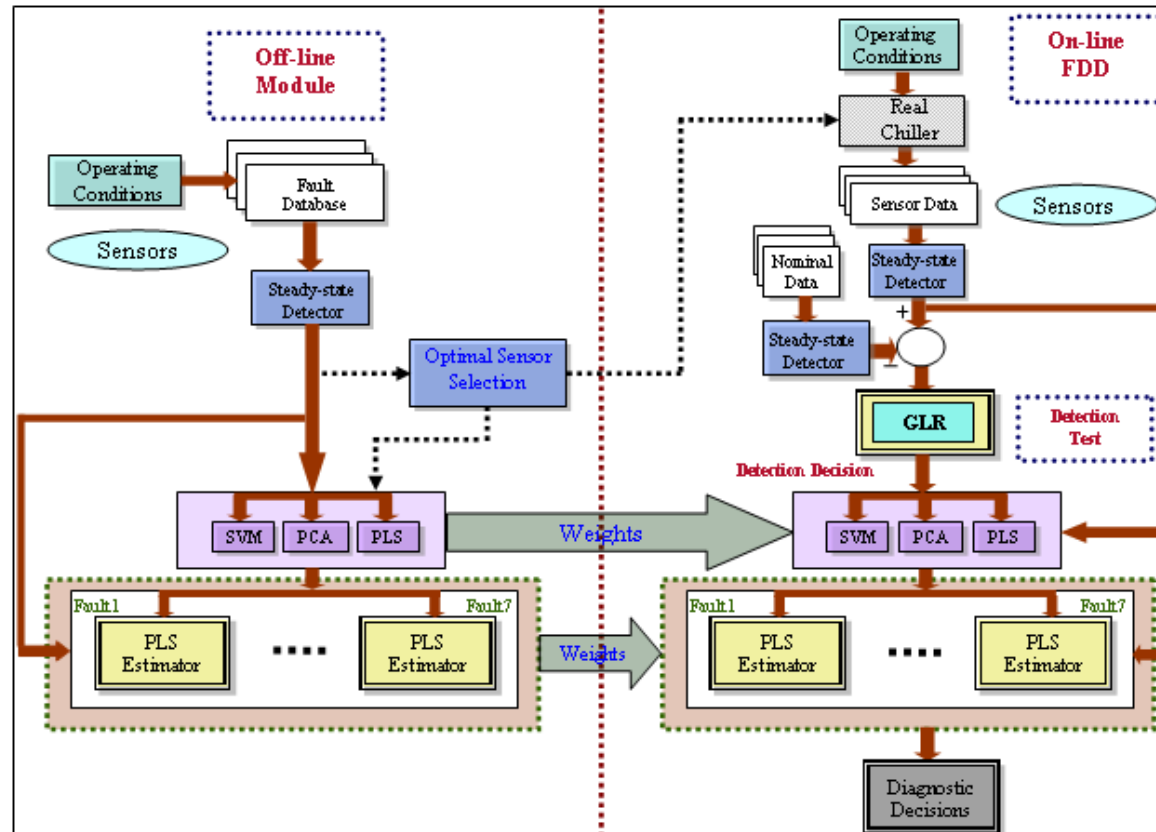 Off-line
Module
Operating
Conditions
Fault
Database
Sensors
Steady-state
Detector
Optimal Sensor
Selection
SVM
PCA
PLS
Fault1
Fault7
PLS
Estimator
PLS
Estimator
Weights
Weights
Operating
Conditions
On-line
FDD
Real
Chiller
Sensor Data
Sensors
Nominal
Data
Steady-state
Detector
Steady-state
Detector
+
−
GLR
Detection
Test
Detection Decision
SVM
PCA
PLS
Fault1
Fault7
PLS
Estimator
PLS
Estimator
Diagnostic
Decisions